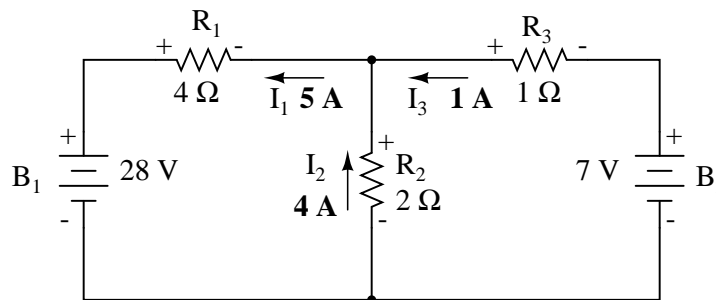 R1 R3
+ - + -
4 Ω I1 5 A I3 1 A 1 Ω
+ + +
B1 28 V I2 R2 7 V B
4 A 2 Ω
- - -